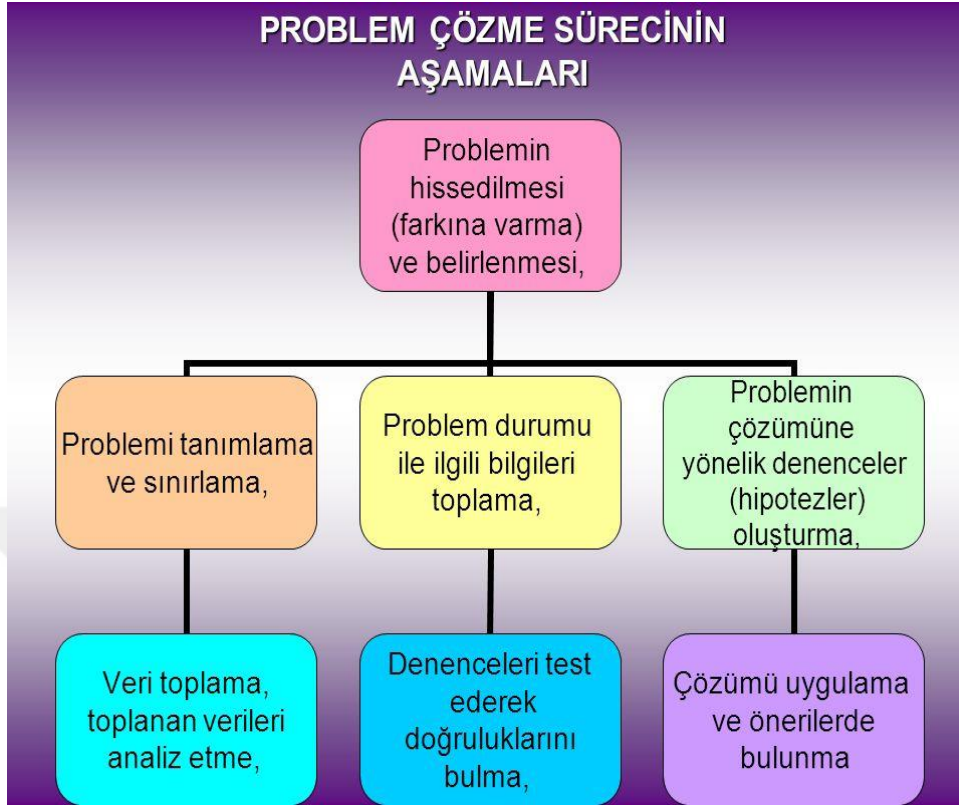 PROBLEM ÇÖZME SÜRECİNİN
AŞAMALARI
Problemin
hissedilmesi
(farkına varma)
ve belirlenmesi,
Problemi tanımlama
ve sınırlama,
Problem durumu
ile ilgili bilgileri
toplama,
Problemin
çözümüne
yönelik denenceler
(hipotezler)
oluşturma,
Veri toplama,
toplanan verileri
analiz etme,
Denenceleri test
ederek
doğruluklarını
bulma,
Çözümü uygulama
ve önerilerde
bulunma